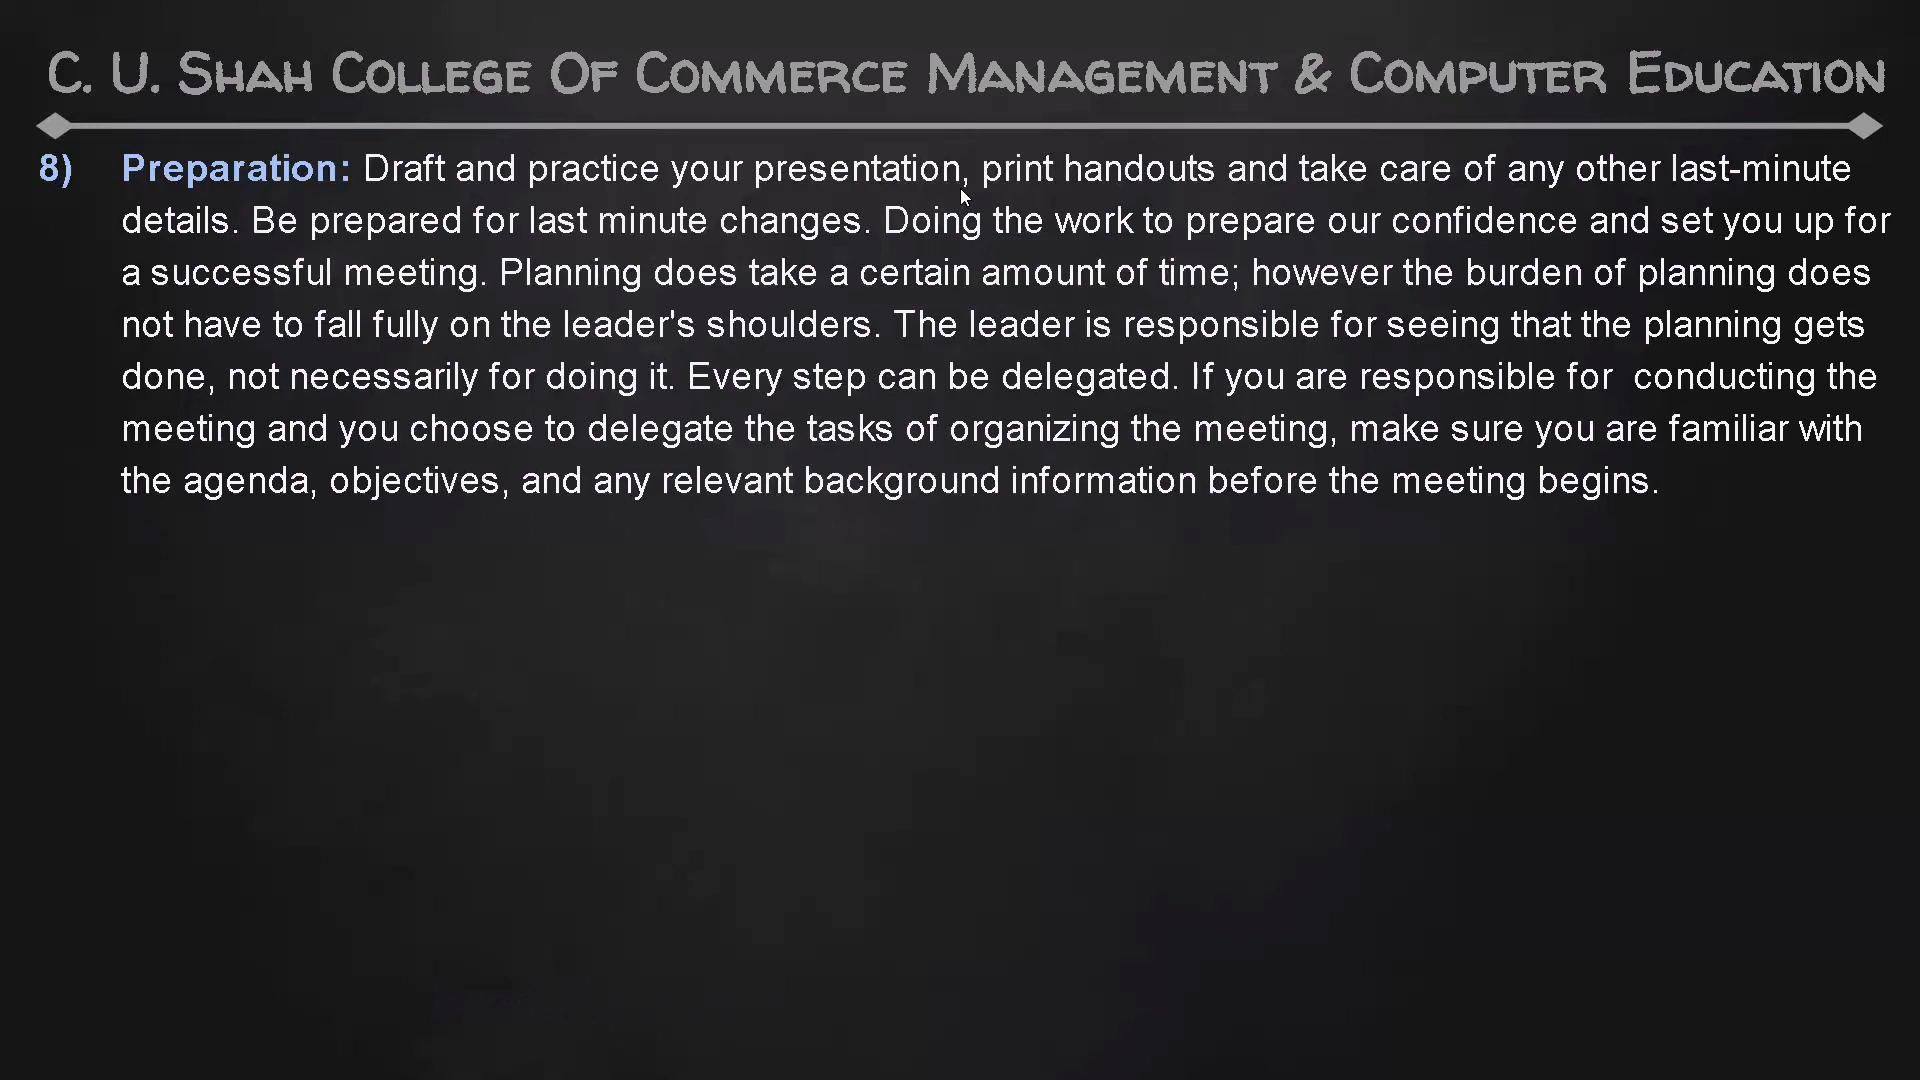 C. U. Shah College Of Commerce Management & Computer Education
8) Preparation: Draft and practice your presentation, print handouts and take care of any other last-minute
details. Be prepared for last minute changes. Doing the work to prepare our confidence and set you up for
a successful meeting. Planning does take a certain amount of time; however the burden of planning does
not have to fall fully on the leader's shoulders. The leader is responsible for seeing that the planning gets
done, not necessarily for doing it. Every step can be delegated. If you are responsible for  conducting the
meeting and you choose to delegate the tasks of organizing the meeting, make sure you are familiar with
the agenda, objectives, and any relevant background information before the meeting begins.